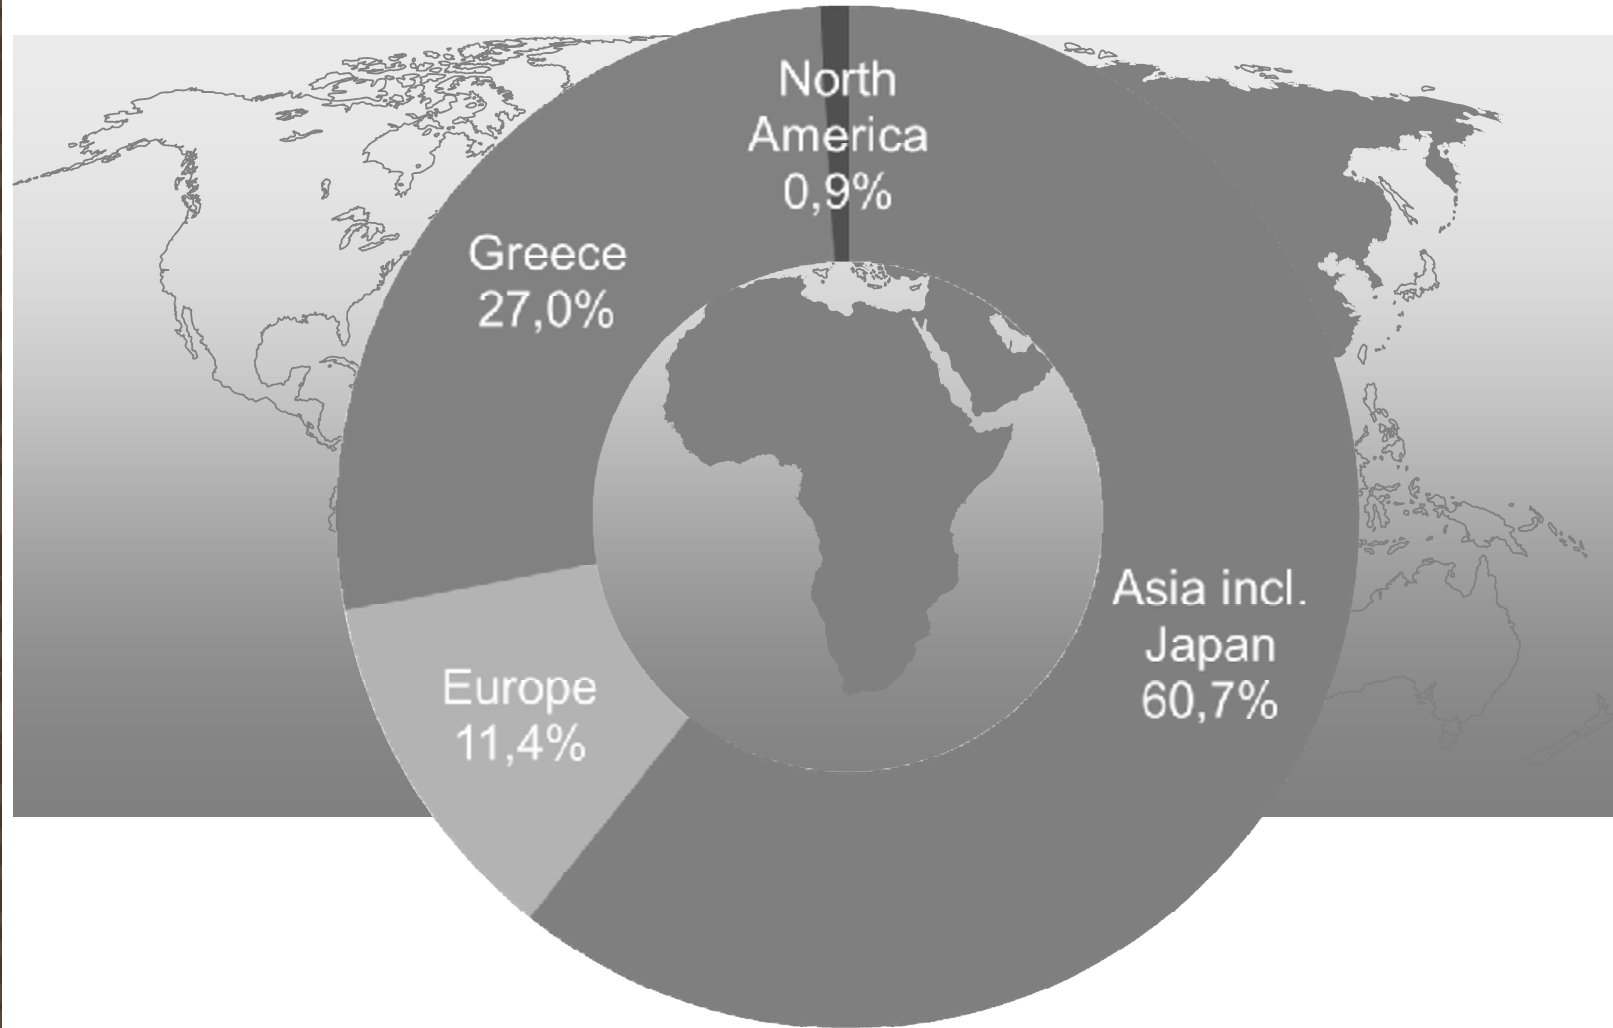 North
America
0,9%
Greece
27,0%
Asia incl.
Japan
60,7%
Europe
11,4%